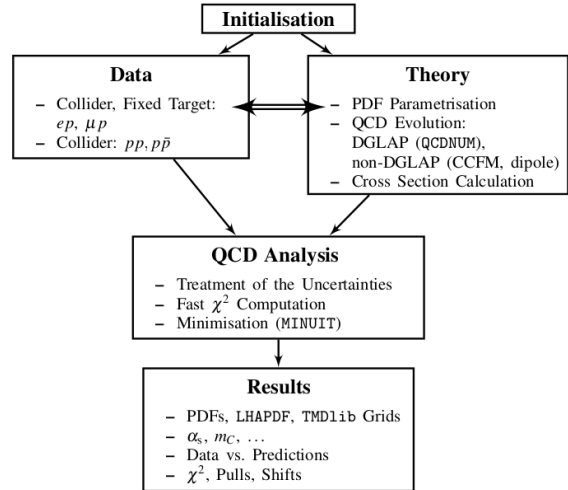 Initialisation
Data
– Collider, Fixed Target:
ep, μp
– Collider: pp, pp̄
Theory
– PDF Parametrisation
– QCD Evolution:
DGLAP (QCDNUM),
non-DGLAP (CCFM, dipole)
– Cross Section Calculation
QCD Analysis
– Treatment of the Uncertainties
– Fast χ² Computation
– Minimisation (MINUIT)
Results
– PDFs, LHAPDF, TMDlib Grids
– αs, mC, …
– Data vs. Predictions
– χ², Pulls, Shifts